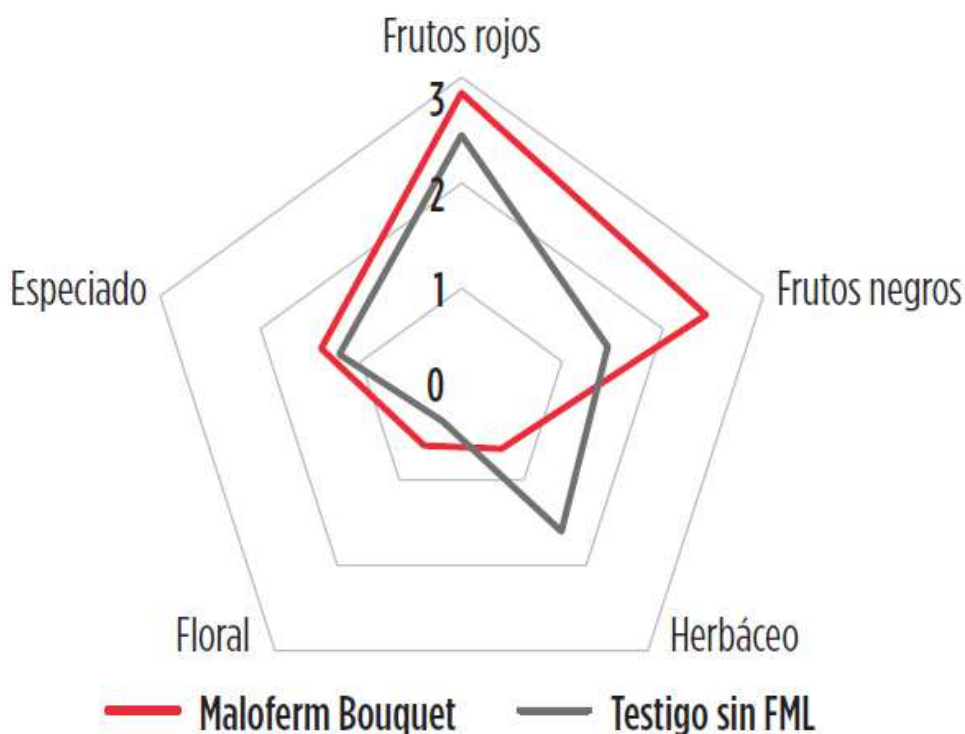 Frutos rojos
3
2
Especiado
Frutos negros
1
0
Floral
Herbáceo
Maloferm Bouquet
Testigo sin FML